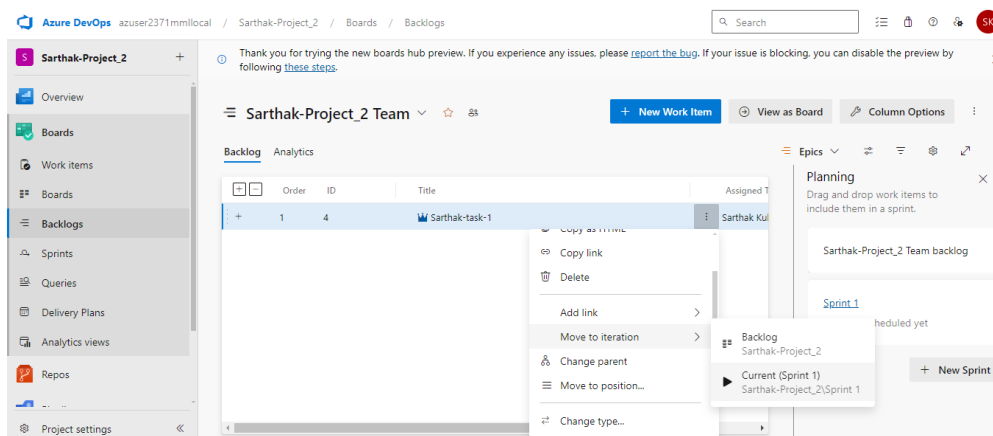 Azure DevOps azuser2371mmllocal / Sarthak-Project_2 / Boards / Backlogs
Search
SK
S Sarthak-Project_2 +
Thank you for trying the new boards hub preview. If you experience any issues, please report the bug. If your issue is blocking, you can disable the preview by
following these steps.
Overview
Boards
Work items
Boards
Backlogs
Sprints
Queries
Delivery Plans
Analytics views
Repos
Project settings
Sarthak-Project_2 Team
+ New Work Item
View as Board
Column Options
Backlog Analytics
Epics
Order ID Title Assigned T
+ 1 4 Sarthak-task-1 Sarthak Kul
Copy as HTML
Copy link
Delete
Add link
Move to iteration
Change parent
Move to position...
Change type...
Backlog
Sarthak-Project_2
Current (Sprint 1)
Sarthak-Project_2\Sprint 1
Planning
Drag and drop work items to
include them in a sprint.
Sarthak-Project_2 Team backlog
Sprint 1
heduled yet
+ New Sprint